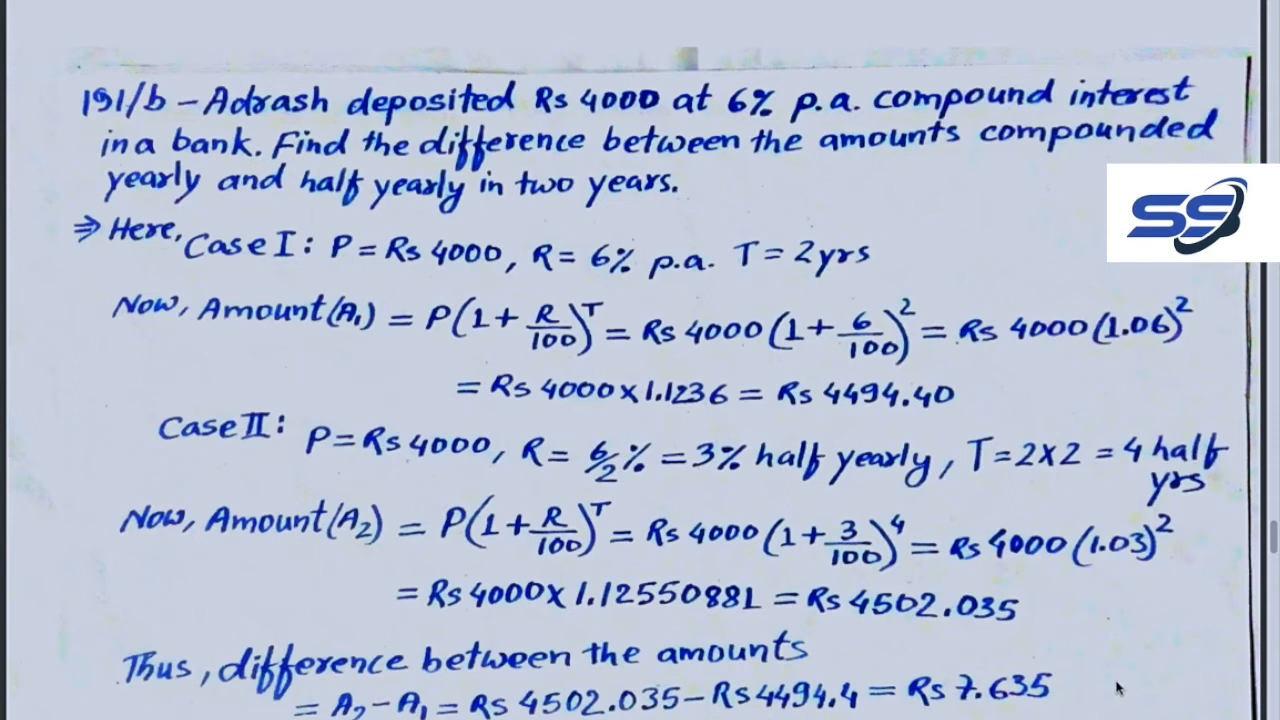 191/b - Adrash deposited Rs 4000 at 6% p.a. compound interest
in a bank. Find the difference between the amounts compounded
yearly and half yearly in two years.
SS
⇒ Here, Case I : P = Rs 4000, R = 6% p.a. T = 2 yrs
Now, Amount (A₁) = P(1 + R/100)^T = Rs 4000 (1 + 6/100)^2 = Rs 4000 (1.06)^2
= Rs 4000 × 1.1236 = Rs 4494.40
Case II : P = Rs 4000, R = 6/2 % = 3% half yearly, T = 2×2 = 4 half
yrs
Now, Amount (A₂) = P(1 + R/100)^T = Rs 4000 (1 + 3/100)^4 = Rs 4000 (1.03)^2
= Rs 4000 × 1.12550881 = Rs 4502.035
Thus, difference between the amounts
= A₂ - A₁ = Rs 4502.035 - Rs 4494.4 = Rs 7.635